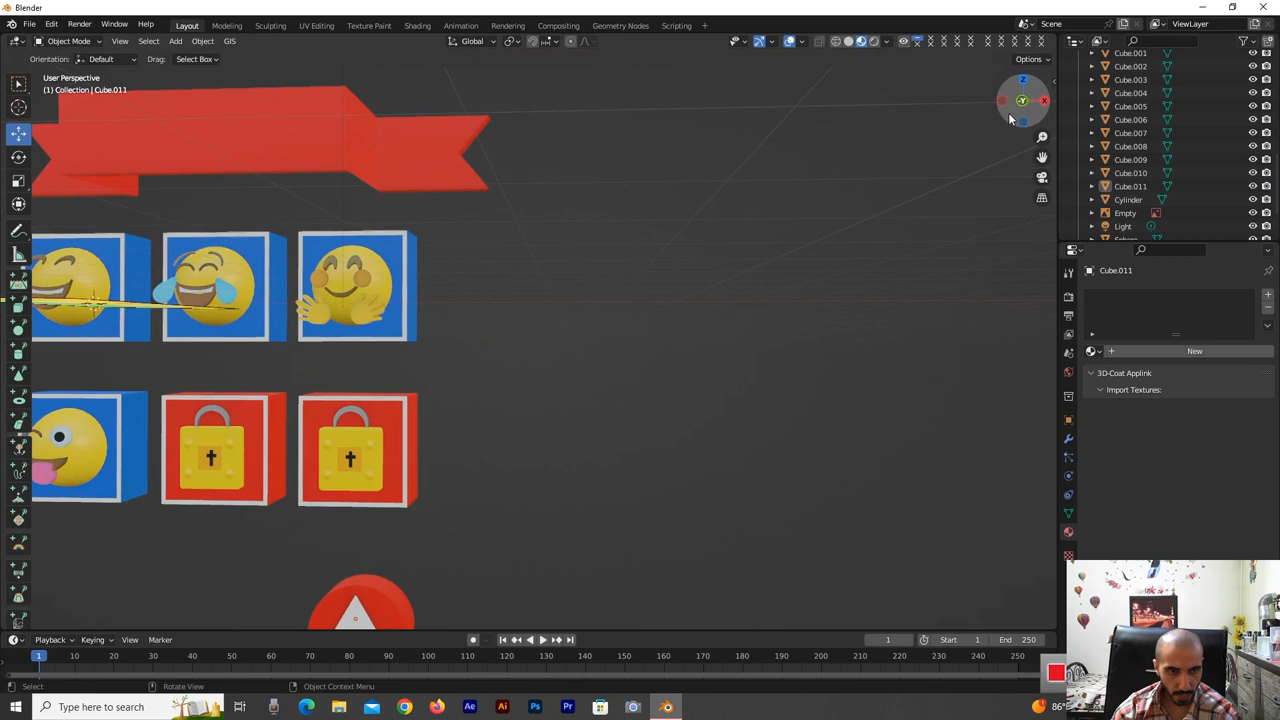 Blender
File Edit Render Window Help Layout Modeling Sculpting UV Editing Texture Paint Shading Animation Rendering Compositing Geometry Nodes Scripting + Scene ViewLayer
Object Mode View Select Add Object GIS Global
Orientation: Default Drag: Select Box Options
User Perspective
(1) Collection | Cube.011
Z
-Y
X
Cube.001
Cube.002
Cube.003
Cube.004
Cube.005
Cube.006
Cube.007
Cube.008
Cube.009
Cube.010
Cube.011
Cylinder
Empty
Light
Cube.011
+ New
3D-Coat Applink
Import Textures:
Playback Keying View Marker 1 Start 1 End 250
1 10 20 30 40 50 60 70 80 90 100 110 120 130 140 150 160 170 180 190 200 210 220 230 240 250
Select Rotate View Object Context Menu
Type here to search Ae Ai Ps Pr